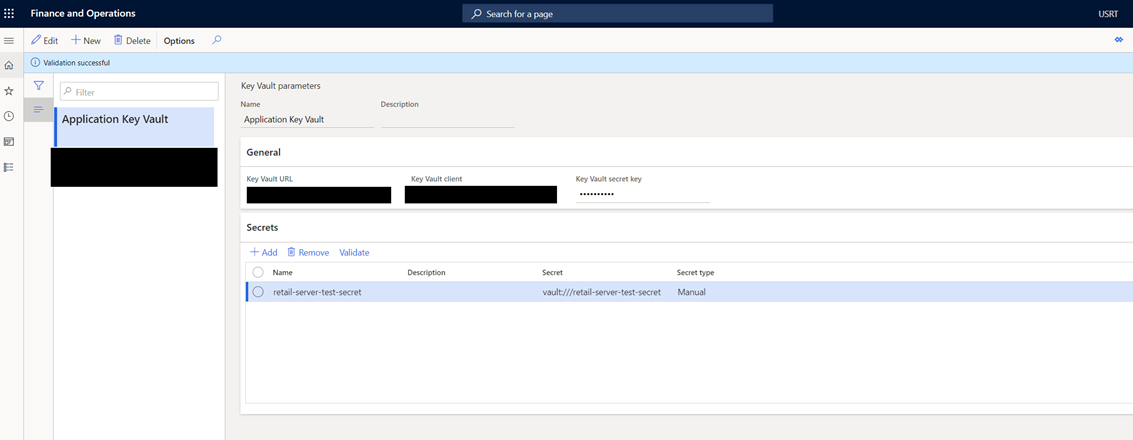 Finance and Operations
Search for a page
USRT
Edit
New
Delete
Options
Validation successful
Filter
Application Key Vault
Key Vault parameters
Name
Description
Application Key Vault
General
Key Vault URL
Key Vault client
Key Vault secret key
••••••••••
Secrets
Add
Remove
Validate
Name
Description
Secret
Secret type
retail-server-test-secret
vault:///retail-server-test-secret
Manual